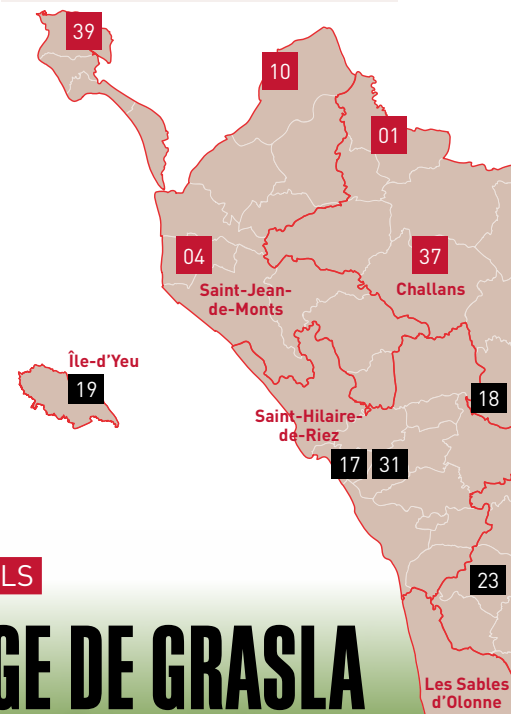 39
10
01
04
37
Saint-Jean-
de-Monts
Challans
Île-d'Yeu
19
18
Saint-Hilaire-
de-Riez
17 31
23
LS
GE DE GRASLA
Les Sables
d'Olonne